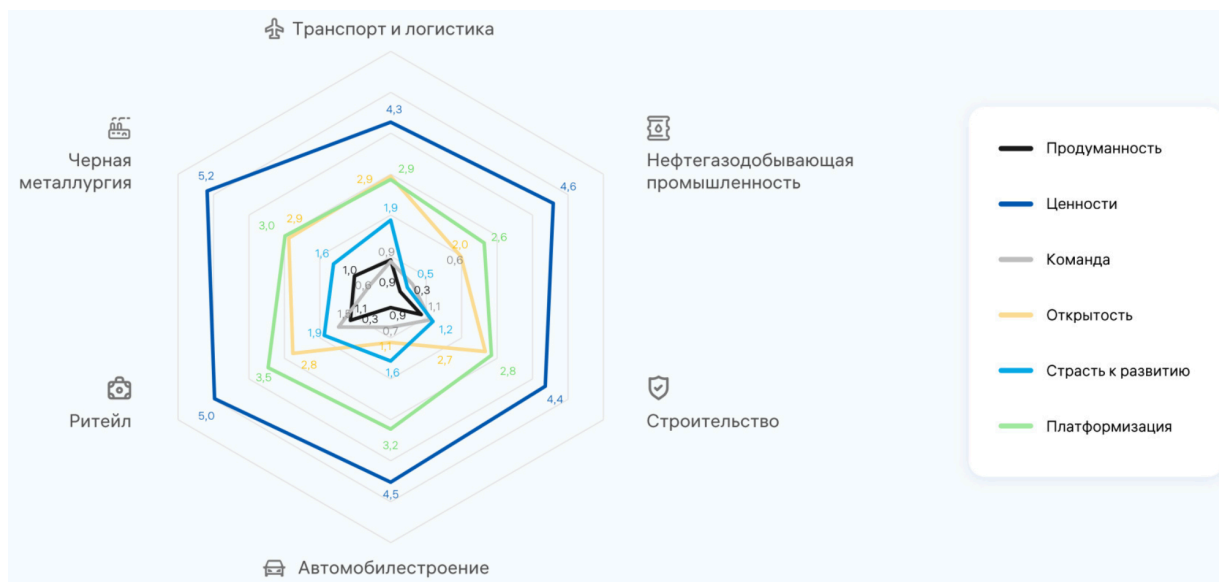 Транспорт и логистика
4,3
Черная
металлургия
Нефтегазодобывающая
промышленность
Продуманность
Ценности
Команда
Открытость
Страсть к развитию
Платформизация
5,2
2,9
2,9
4,6
3,0
2,9
1,9
2,0
2,6
1,6
0,9
0,6
1,0
0,5
0,6
0,9
0,3
1,1
1,1
0,3
0,9
1,9
0,7
1,2
1,1
2,8
2,7
2,8
3,5
1,6
4,4
5,0
3,2
Ритейл
Строительство
4,5
Автомобилестроение